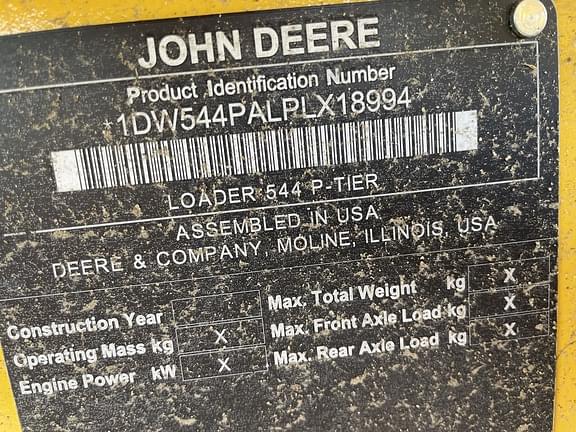 JOHN DEERE
Product Identification Number
*1DW544PALPLX18994
LOADER 544 P-TIER
ASSEMBLED IN USA
DEERE & COMPANY, MOLINE, ILLINOIS, USA
Construction Year
Operating Mass kg X
Engine Power kW X
Max. Total Weight kg X
Max. Front Axle Load kg X
Max. Rear Axle Load kg X